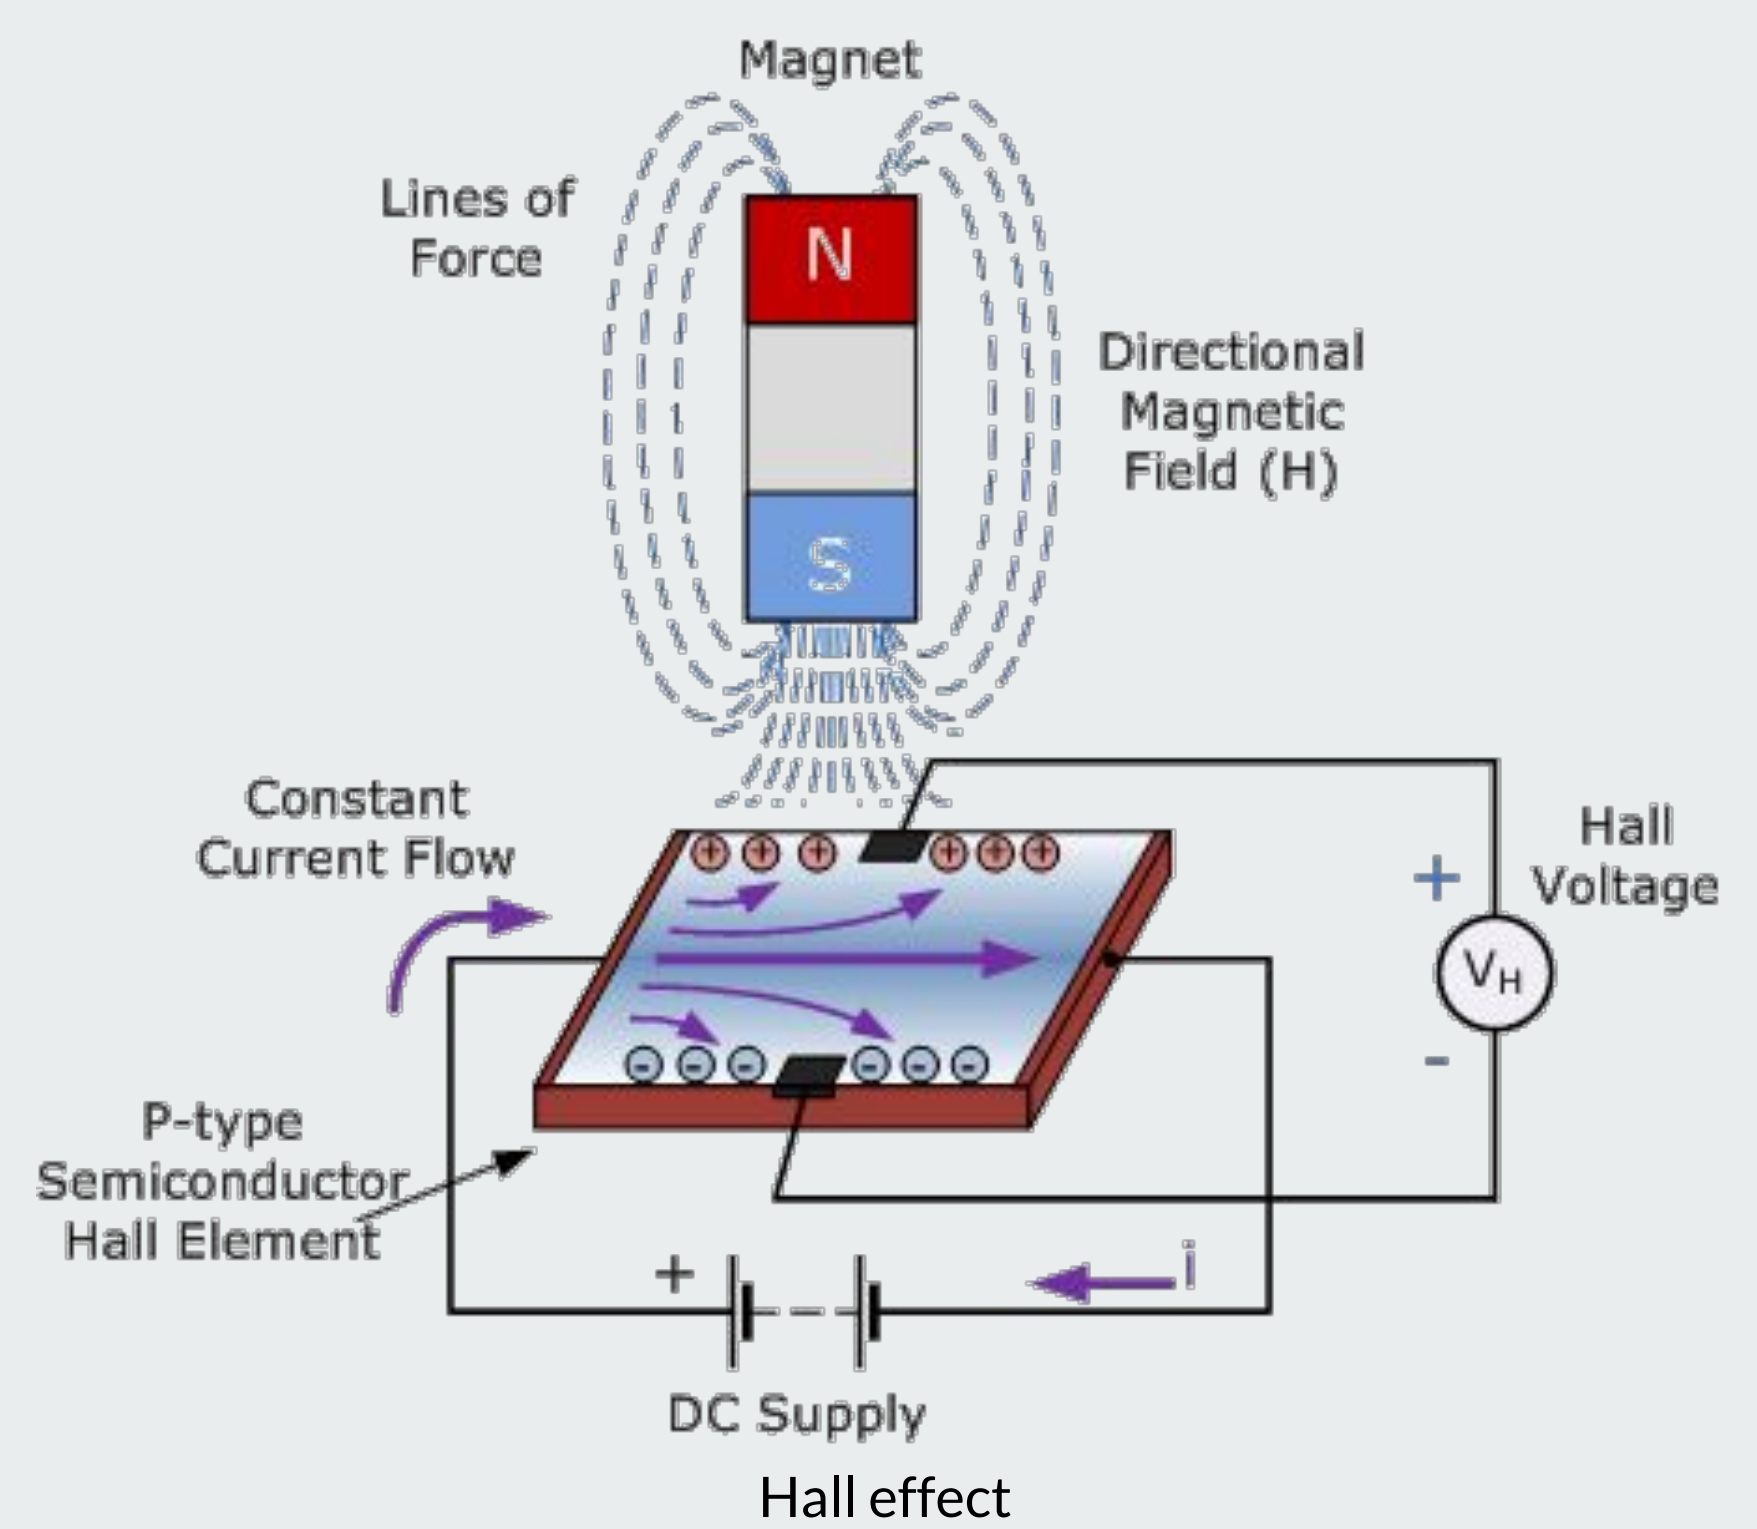 Magnet
Lines of
Force
N
Directional
Magnetic
Field (H)
S
Constant
Current Flow
Hall
Voltage
+
+ + + + + +
V_H
- - - - - -
-
P-type
Semiconductor
Hall Element
+
i
DC Supply
Hall effect